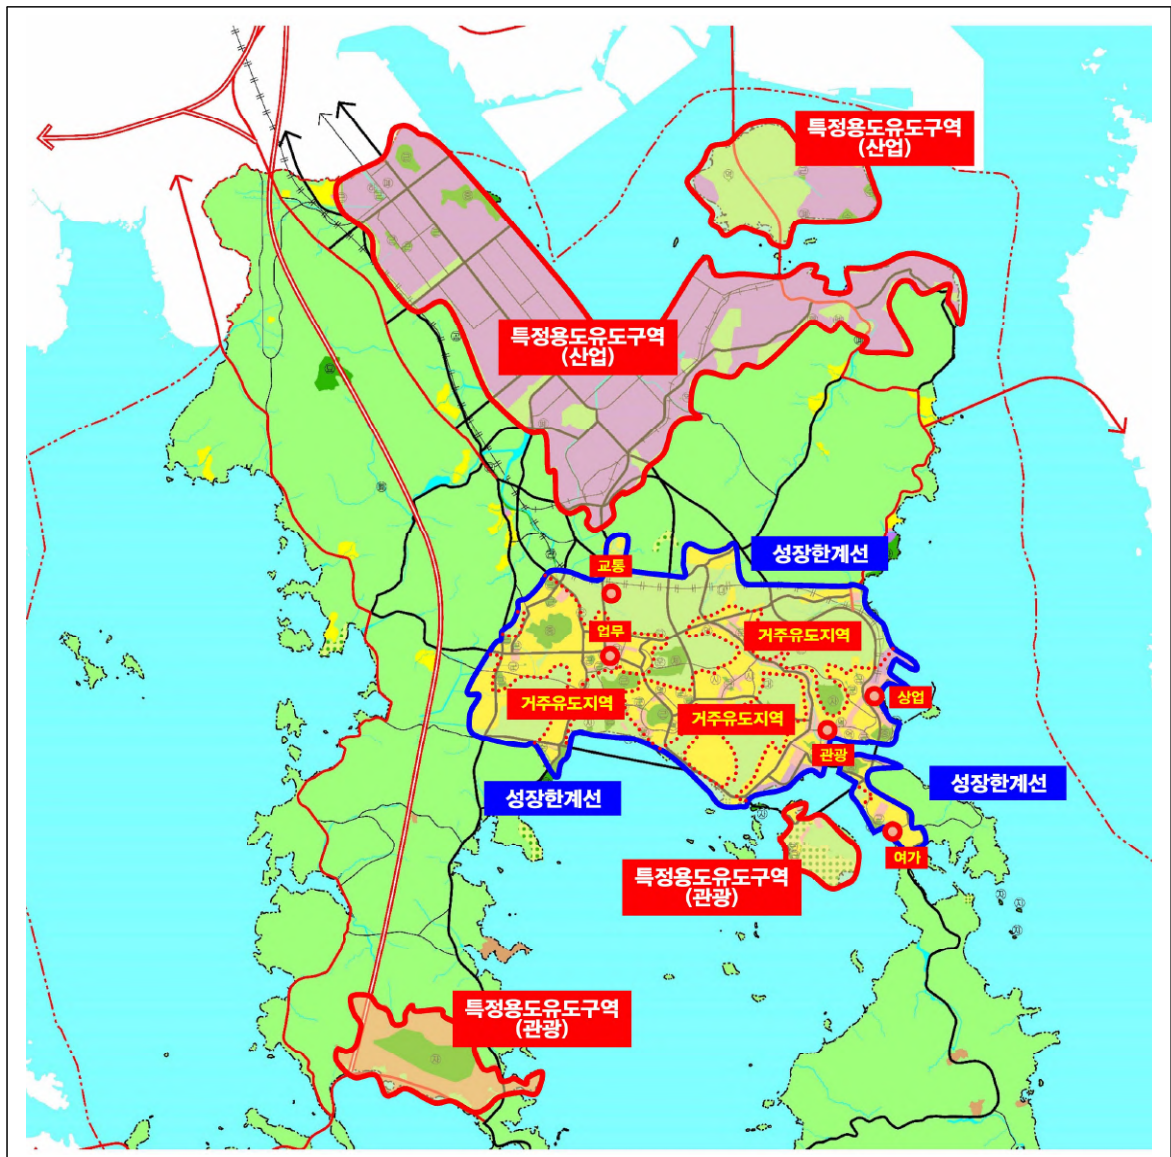 특정용도유도구역
(산업)
특정용도유도구역
(산업)
성장한계선
교통
업무
거주유도지역
거주유도지역
거주유도지역
상업
관광
성장한계선
성장한계선
여가
특정용도유도구역
(관광)
특정용도유도구역
(관광)